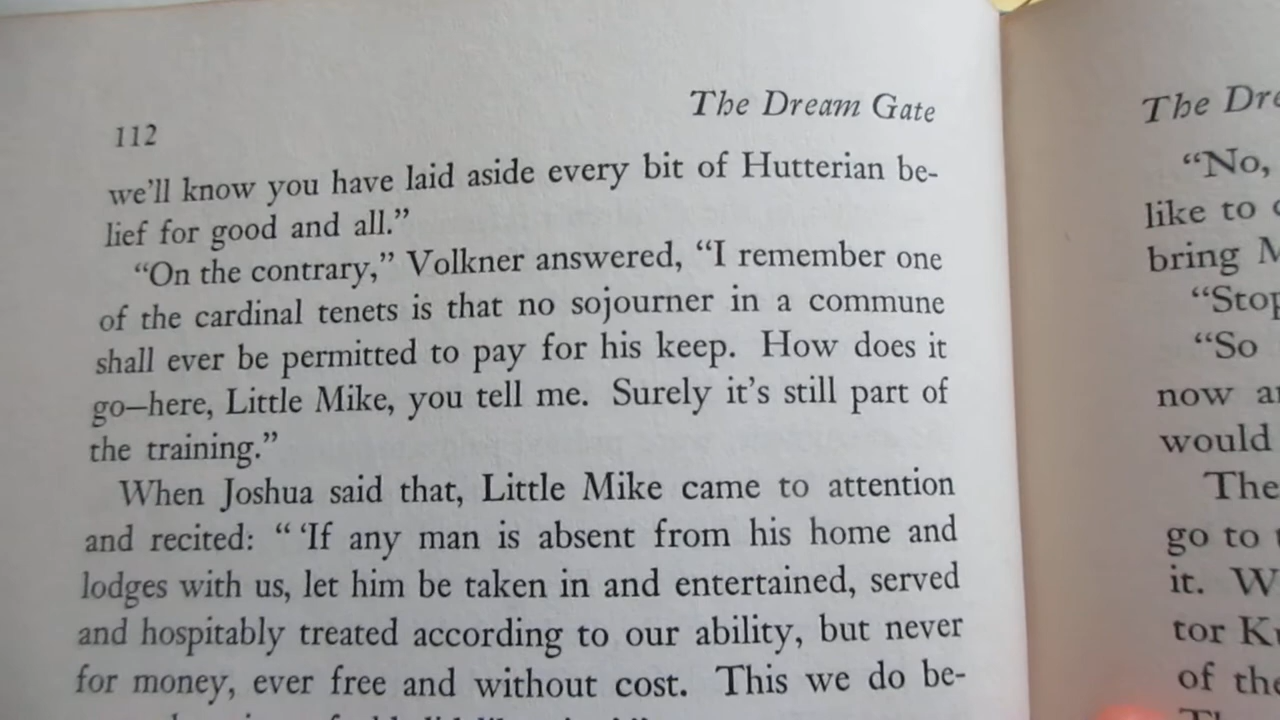 112
The Dream Gate
we'll know you have laid aside every bit of Hutterian be-
lief for good and all.”
“On the contrary,” Volkner answered, “I remember one
of the cardinal tenets is that no sojourner in a commune
shall ever be permitted to pay for his keep. How does it
go—here, Little Mike, you tell me. Surely it's still part of
the training.”
When Joshua said that, Little Mike came to attention
and recited: “ ‘If any man is absent from his home and
lodges with us, let him be taken in and entertained, served
and hospitably treated according to our ability, but never
for money, ever free and without cost. This we do be-
The
“No,
like to
bring
“So
now
would
The
go to
it.
of the